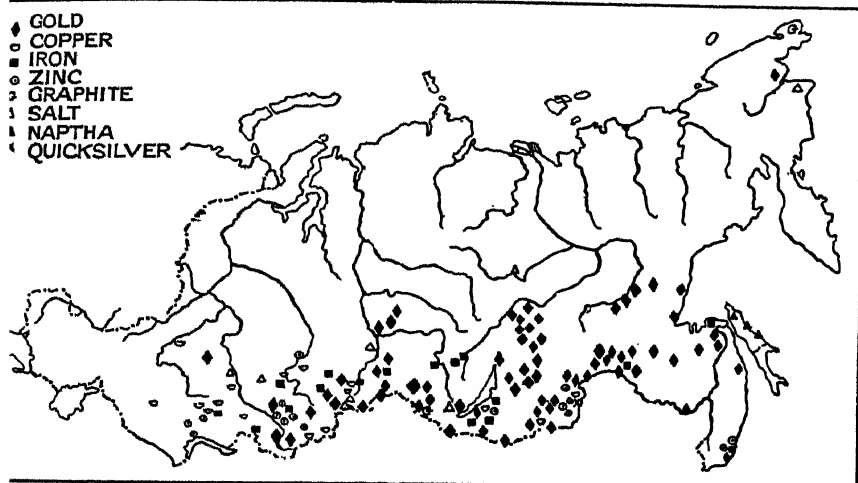 GOLD
COPPER
IRON
ZINC
GRAPHITE
SALT
NAPTHA
QUICKSILVER